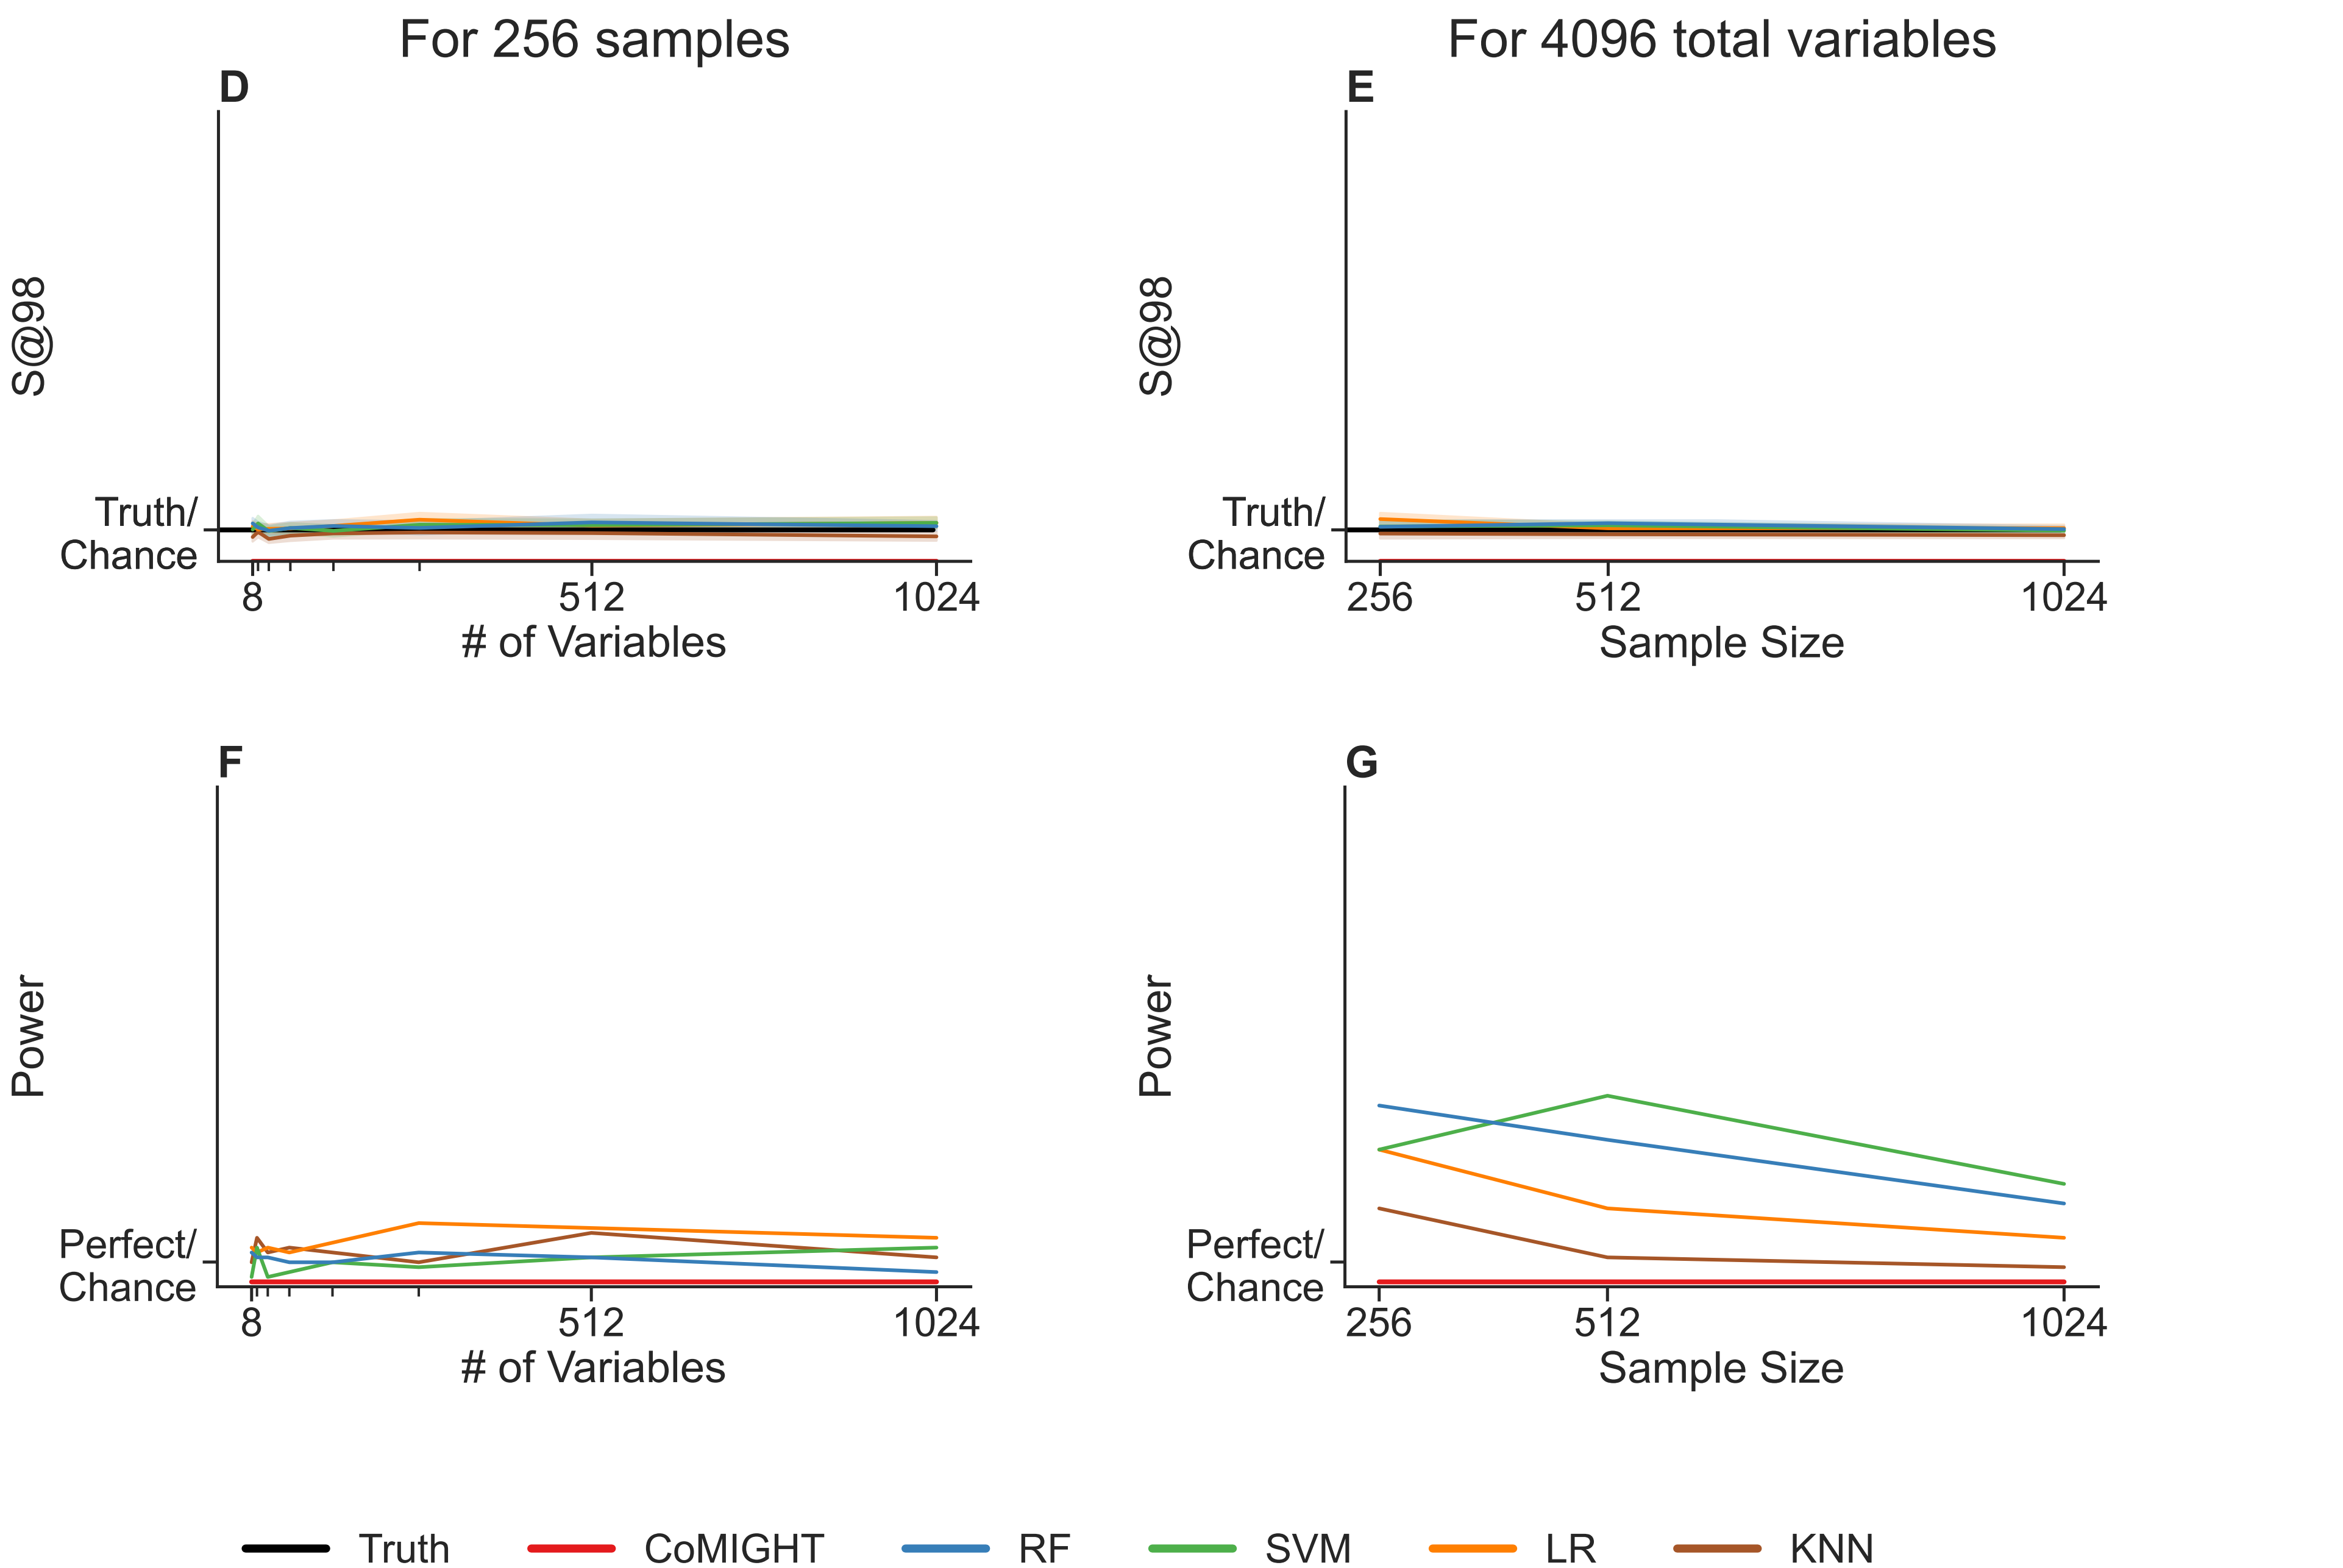 For 256 samples
For 4096 total variables
D
S@98
Truth/
Chance
8
512
1024
# of Variables
E
S@98
Truth/
Chance
256
512
1024
Sample Size
F
Power
Perfect/
Chance
8
512
1024
# of Variables
G
Power
Perfect/
Chance
256
512
1024
Sample Size
Truth
CoMIGHT
RF
SVM
LR
KNN